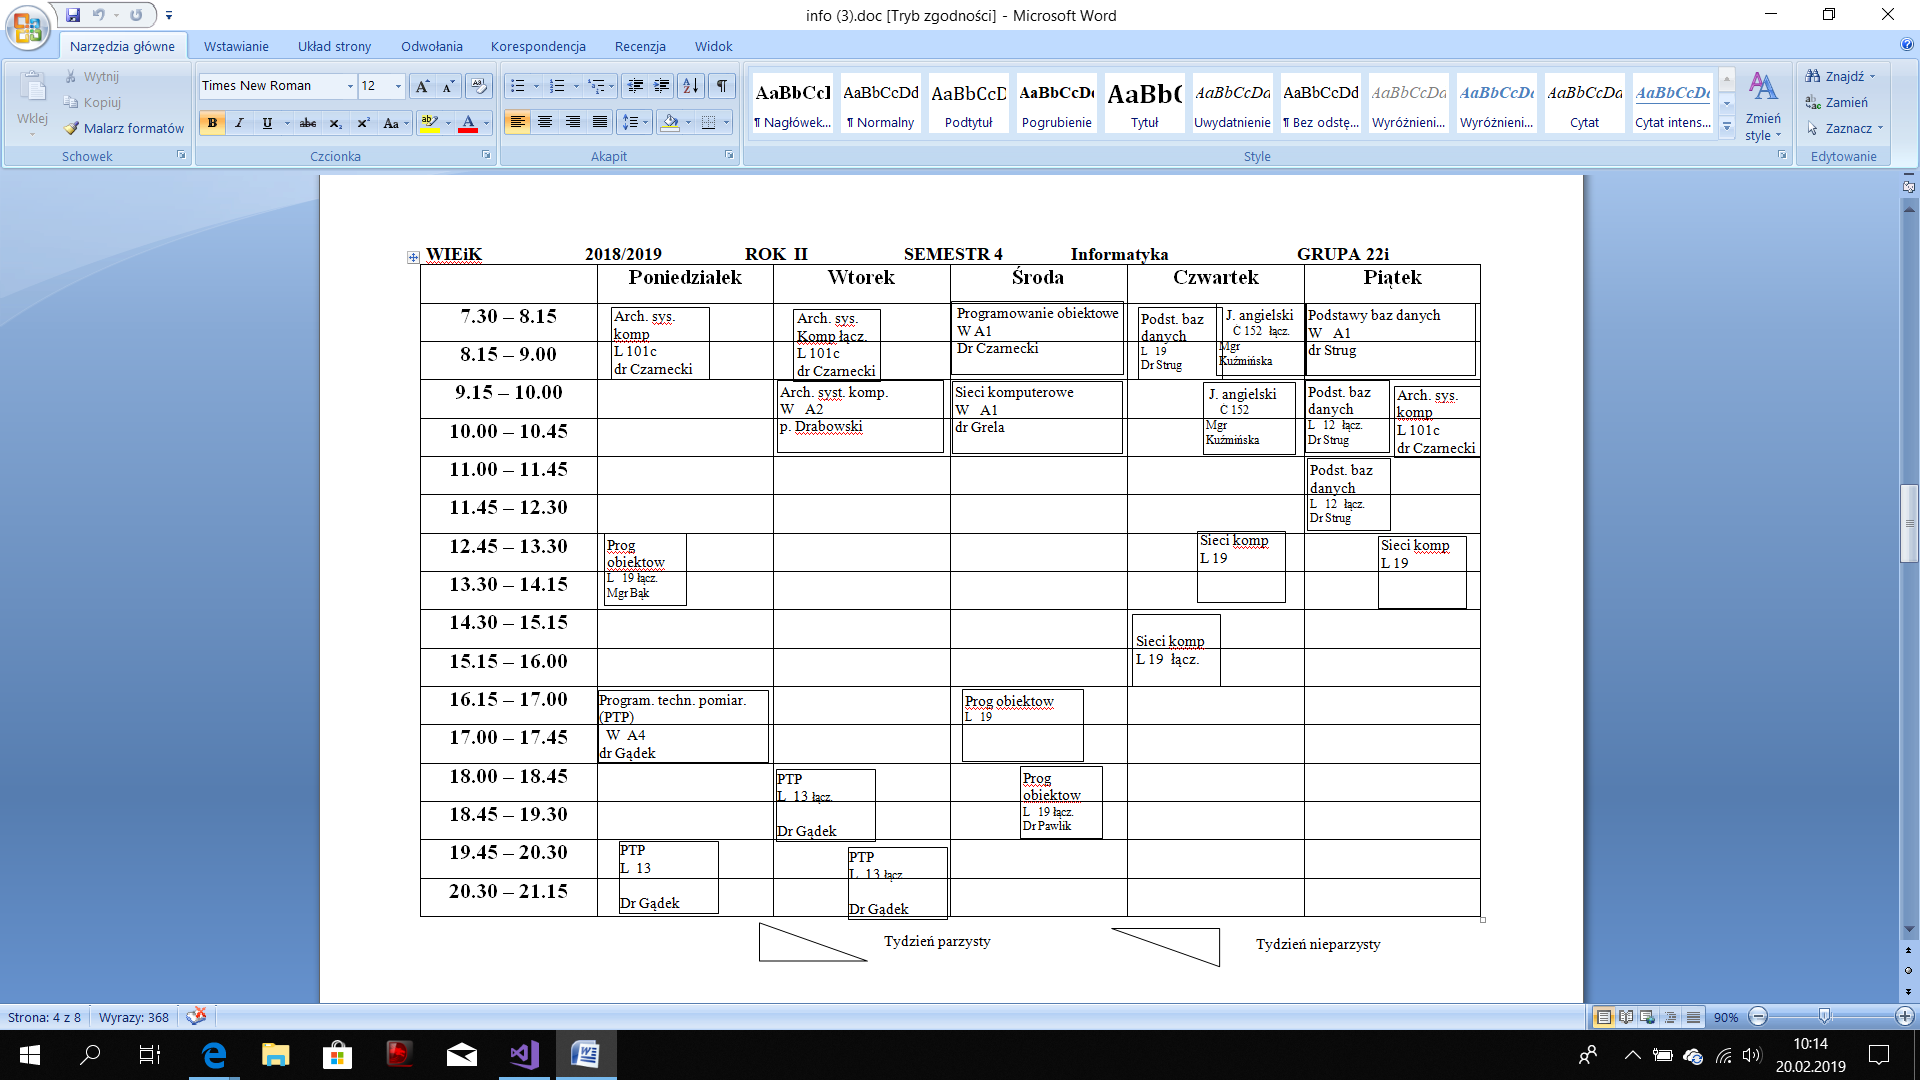 info (3).doc [Tryb zgodności] - Microsoft Word
Narzędzia główne Wstawianie Układ strony Odwołania Korespondencja Recenzja Widok
Wklej
Wytnij
Kopiuj
Malarz formatów
Schowek
Times New Roman 12
B I U abc x₂ x² Aa
Czcionka
Akapit
AaBbCcI AaBbCcDd AaBbCcD AaBbCcDc AaBbC AaBbCcDa AaBbCcDd AaBbCcDa AaBbCcDa AaBbCcDa AaBbCcDa
¶ Nagłówek... ¶ Normalny Podtytuł Pogrubienie Tytuł Uwydatnienie ¶ Bez odstę... Wyróżnieni... Wyróżnieni... Cytat Cytat intens...
Zmień
style
Style
Znajdź
Zamień
Zaznacz
Edytowanie
WIEiK 2018/2019 ROK II SEMESTR 4 Informatyka GRUPA 22i
Poniedziałek Wtorek Środa Czwartek Piątek
7.30 – 8.15
8.15 – 9.00
Arch. sys.
komp
L 101c
dr Czarnecki
Arch. sys.
Komp łącz.
L 101c
dr Czarnecki
Programowanie obiektowe
W A1
Dr Czarnecki
Podst. baz
danych
L 19
Dr Strug
J. angielski
C 152 łącz.
Mgr
Kuźmińska
Podstawy baz danych
W A1
dr Strug
9.15 – 10.00
10.00 – 10.45
Arch. syst. komp.
W A2
p. Drabowski
Sieci komputerowe
W A1
dr Grela
J. angielski
C 152
Mgr
Kuźmińska
Podst. baz
danych
L 12 łącz.
Dr Strug
Arch. sys.
komp
L 101c
dr Czarnecki
11.00 – 11.45
11.45 – 12.30
Podst. baz
danych
L 12 łącz.
Dr Strug
12.45 – 13.30
13.30 – 14.15
Prog
obiektow
L 19 łącz.
Mgr Bąk
Sieci komp
L 19
Sieci komp
L 19
14.30 – 15.15
15.15 – 16.00
Sieci komp
L 19 łącz.
16.15 – 17.00
17.00 – 17.45
Program. techn. pomiar.
(PTP)
W A4
dr Gądek
Prog obiektow
L 19
18.00 – 18.45
18.45 – 19.30
PTP
L 13 łącz.
Dr Gądek
Prog
obiektow
L 19 łącz.
Dr Pawlik
19.45 – 20.30
20.30 – 21.15
PTP
L 13
Dr Gądek
PTP
L 13 łącz
Dr Gądek
Tydzień parzysty
Tydzień nieparzysty
Strona: 4 z 8 Wyrazy: 368
90%
10:14
20.02.2019